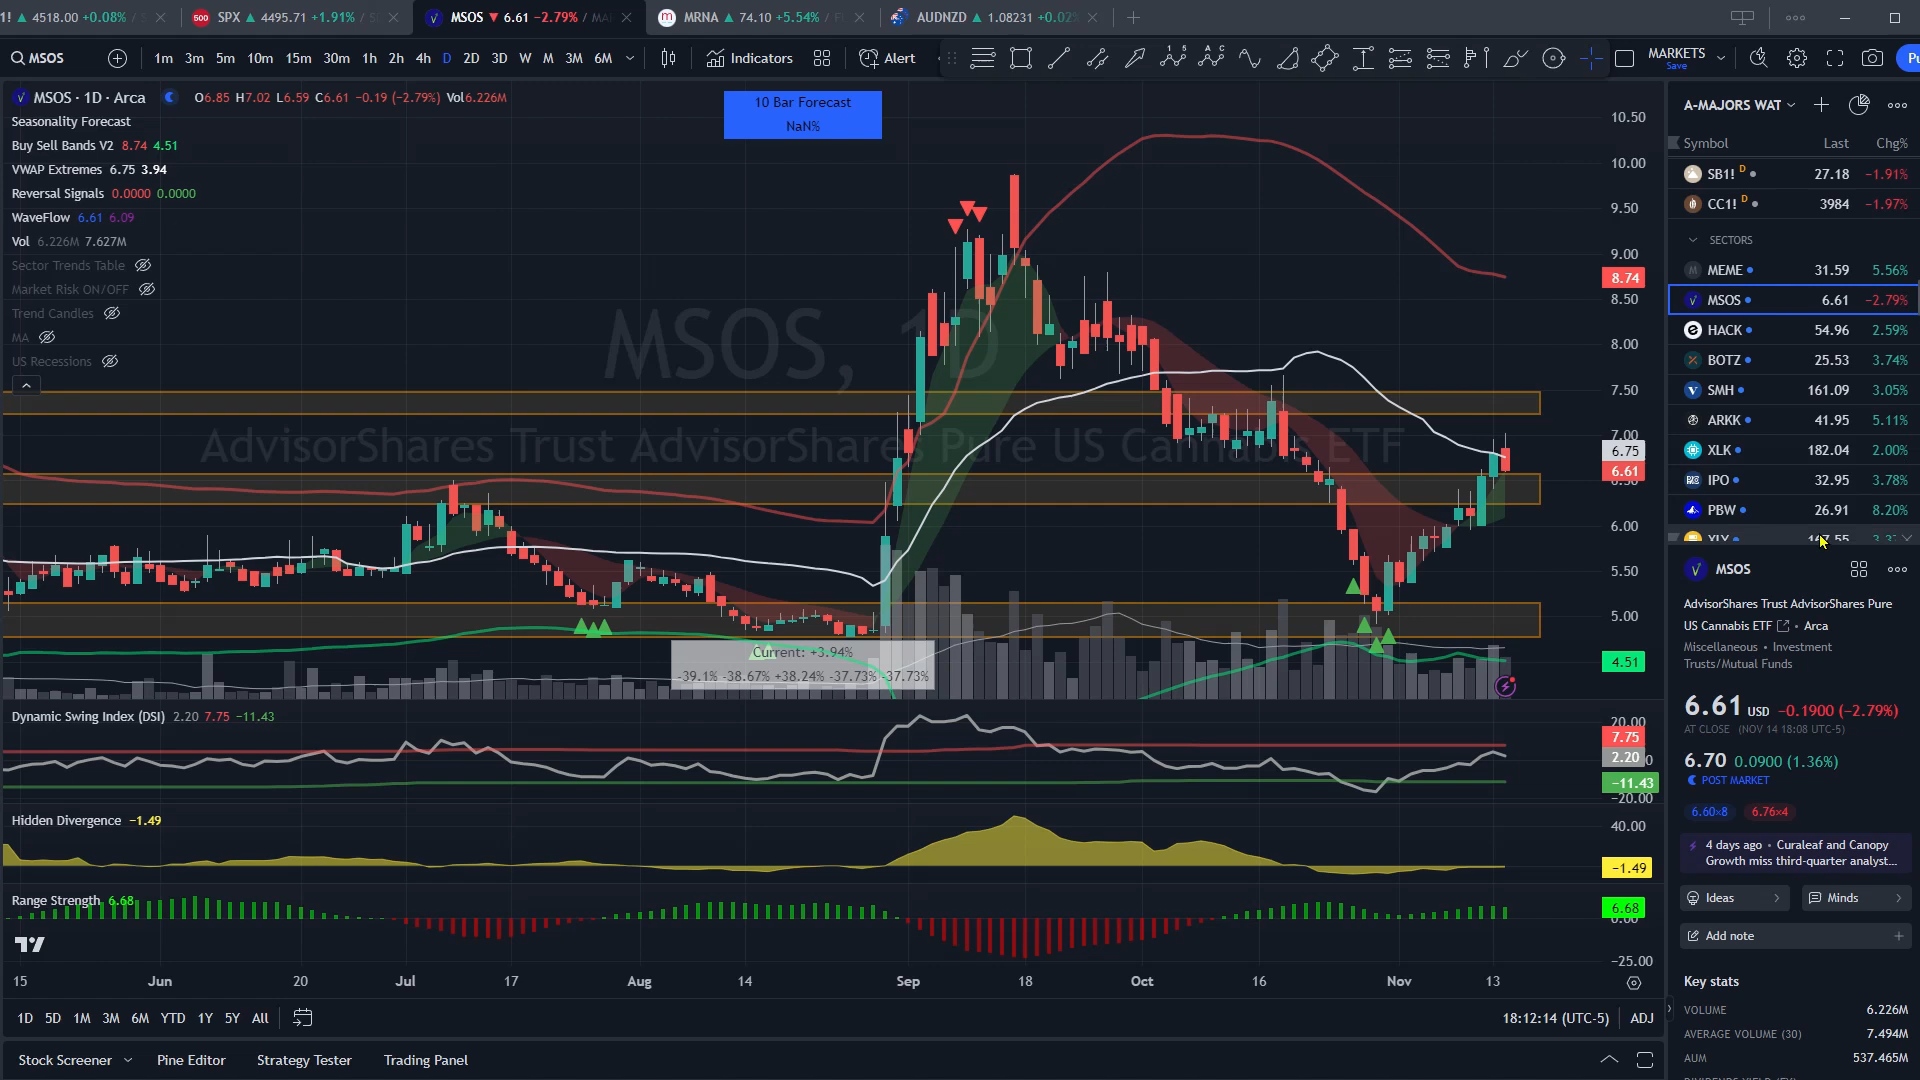 1! ▲ 4518.00 +0.08% /
500 SPX ▲ 4495.71 +1.91% /
MSOS ▼ 6.61 −2.79% / MA
m MRNA ▲ 74.10 +5.54% /
AUDNZD ▲ 1.08231 +0.02%
MSOS
1m 3m 5m 10m 15m 30m 1h 2h 4h D 2D 3D W M 3M 6M
Indicators
Alert
MARKETS
Save
Pu
MSOS · 1D · Arca
O6.85 H7.02 L6.59 C6.61 −0.19 (−2.79%) Vol6.226M
Seasonality Forecast
Buy Sell Bands V2 8.74 4.51
VWAP Extremes 6.75 3.94
Reversal Signals 0.0000 0.0000
WaveFlow 6.61 6.09
Vol 6.226M 7.627M
Sector Trends Table
Market Risk ON/OFF
Trend Candles
MA
US Recessions
10 Bar Forecast
NaN%
MSOS, 1D
AdvisorShares Trust AdvisorShares Pure US Cannabis ETF
Current: +3.94%
-39.1% -38.67% +38.24% -37.73% -37.73%
10.50
10.00
9.50
9.00
8.74
8.50
8.00
7.50
7.00
6.75
6.61
6.00
5.50
5.00
4.51
Dynamic Swing Index (DSI) 2.20 7.75 −11.43
20.00
7.75
2.20
−11.43
−20.00
Hidden Divergence −1.49
40.00
−1.49
Range Strength 6.68
6.68
0.00
−25.00
15 Jun 20 Jul 17 Aug 14 Sep 18 Oct 16 Nov 13
1D 5D 1M 3M 6M YTD 1Y 5Y All
18:12:14 (UTC-5) ADJ
Stock Screener Pine Editor Strategy Tester Trading Panel
A-MAJORS WAT
Symbol Last Chg%
SB1! D 27.18 −1.91%
CC1! D 3984 −1.97%
SECTORS
MEME 31.59 5.56%
MSOS 6.61 −2.79%
HACK 54.96 2.59%
BOTZ 25.53 3.74%
SMH 161.09 3.05%
ARKK 41.95 5.11%
XLK 182.04 2.00%
IPO 32.95 3.78%
PBW 26.91 8.20%
XLY
MSOS
AdvisorShares Trust AdvisorShares Pure
US Cannabis ETF • Arca
Miscellaneous • Investment
Trusts/Mutual Funds
6.61 USD −0.1900 (−2.79%)
AT CLOSE (NOV 14 18:08 UTC-5)
6.70 0.0900 (1.36%)
POST MARKET
6.60×8 6.76×4
4 days ago • Curaleaf and Canopy
Growth miss third-quarter analyst...
Ideas
Minds
Add note
Key stats
VOLUME 6.226M
AVERAGE VOLUME (30) 7.494M
AUM 537.465M